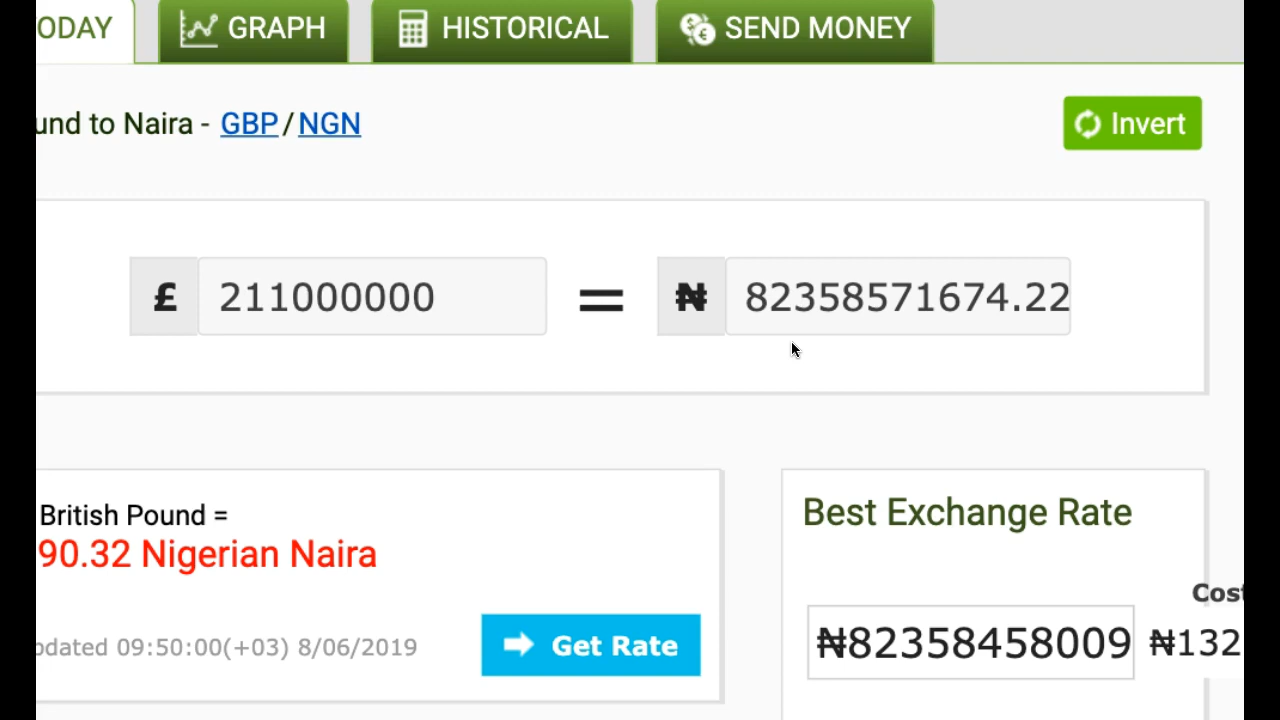 ODAY GRAPH HISTORICAL SEND MONEY
und to Naira - GBP / NGN Invert
£ 211000000 = ₦ 82358571674.22
British Pound =
90.32 Nigerian Naira
pdated 09:50:00(+03) 8/06/2019 Get Rate
Best Exchange Rate
Cost
₦82358458009 ₦132